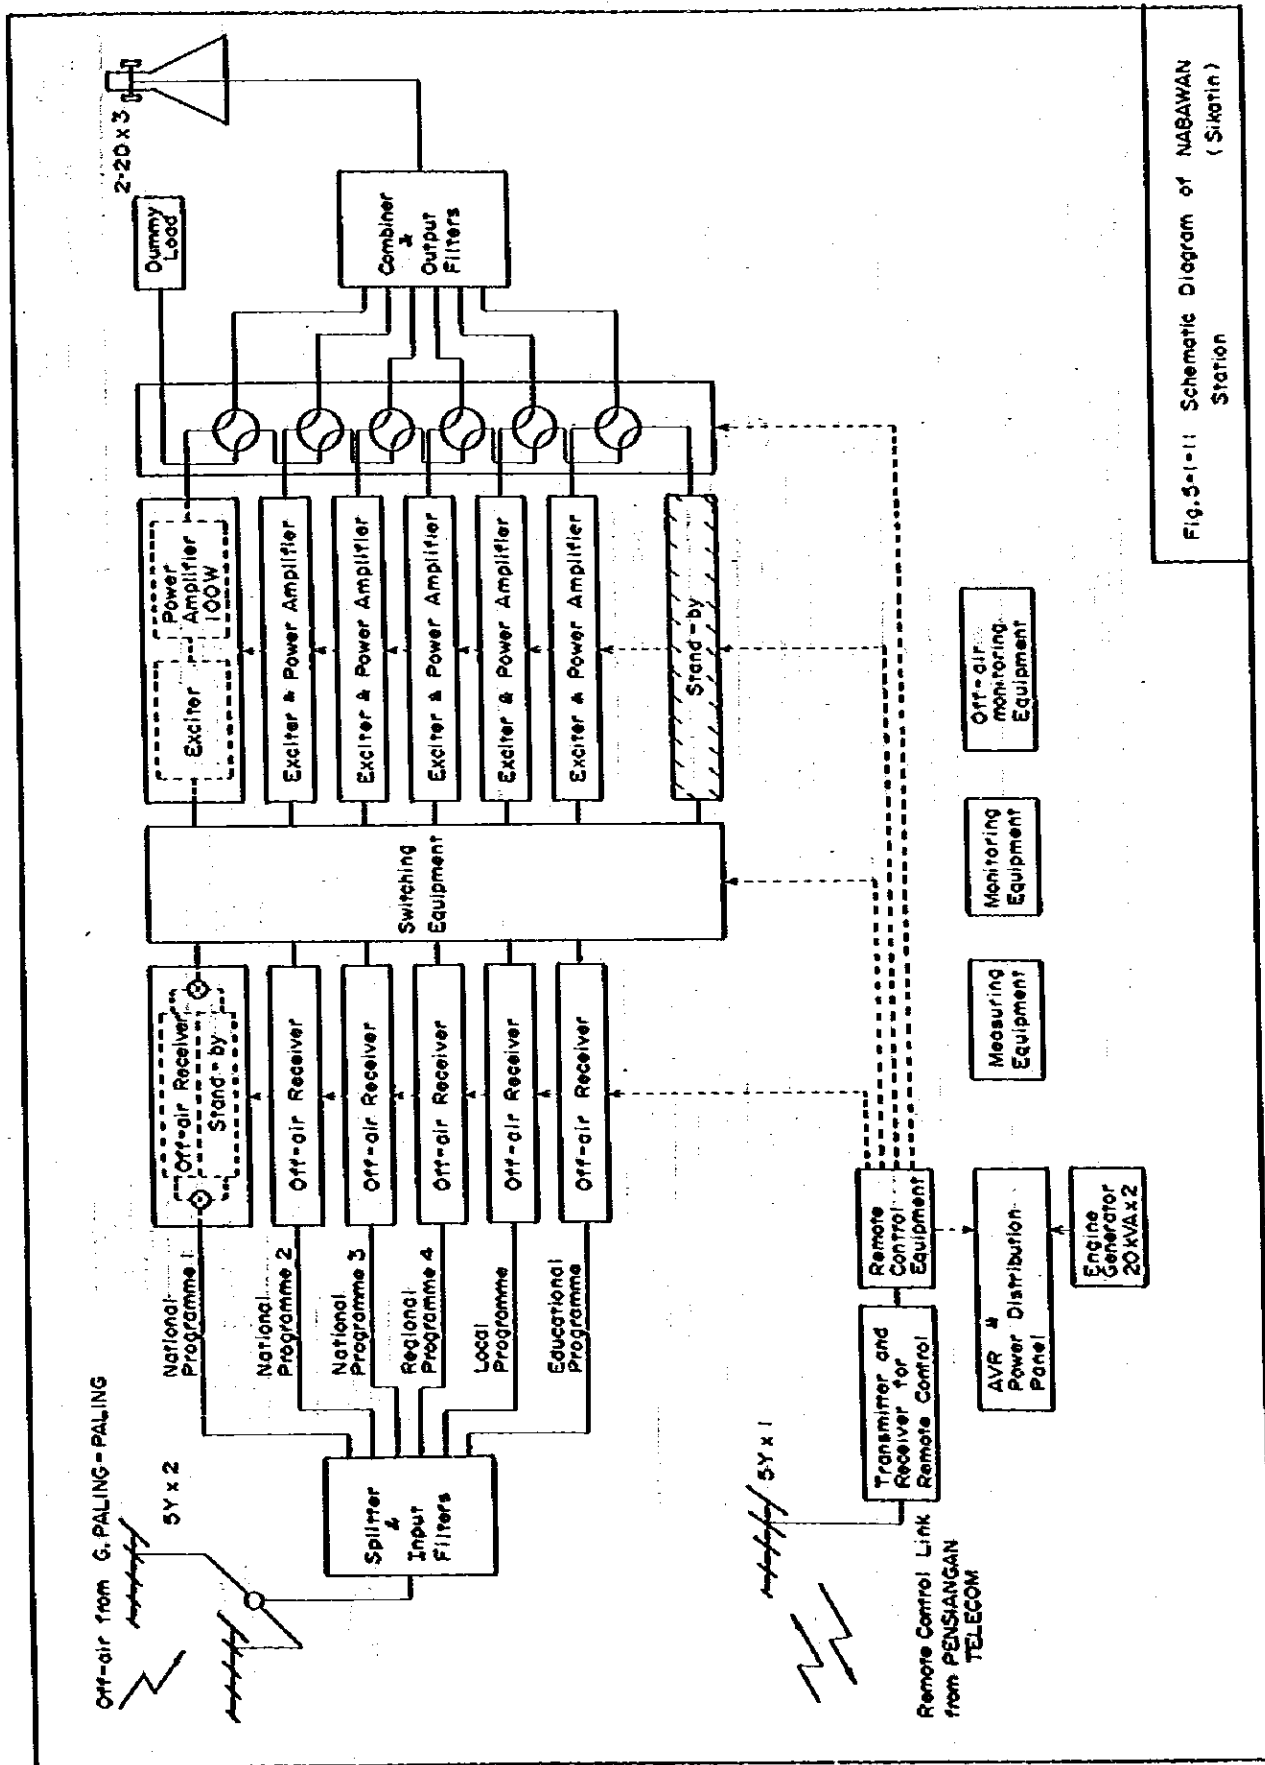 Off-air from G. PALING-PALING
5Y x 2
2-2D x 3
Splitter
&
Input
Filters
National
Programme 1
National
Programme 2
National
Programme 3
Regional
Programme 4
Local
Programme
Educational
Programme
Off-air Receiver
Stand-by
Off-air Receiver
Off-air Receiver
Off-air Receiver
Off-air Receiver
Off-air Receiver
Switching
Equipment
Exciter
Power
Amplifier
100W
Exciter & Power Amplifier
Exciter & Power Amplifier
Exciter & Power Amplifier
Exciter & Power Amplifier
Exciter & Power Amplifier
Stand-by
Dummy
Load
Combiner
&
Output
Filters
5Y x 1
Remote Control Link
from PENSIANGAN
TELECOM
Transmitter and
Receiver for
Remote Control
Remote
Control
Equipment
AVR &
Power Distribution
Panel
Engine
Generator
20kVA x 2
Measuring
Equipment
Monitoring
Equipment
Off-air
monitoring
Equipment
Fig. 5-1-11 Schematic Diagram of NABAWAN
(Sikatin)
Station